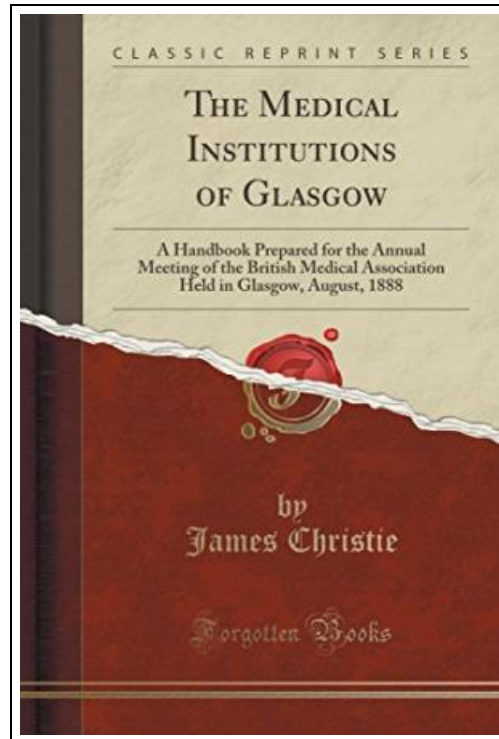 CLASSIC REPRINT SERIES
THE MEDICAL
INSTITUTIONS
OF GLASGOW
A Handbook Prepared for the Annual
Meeting of the British Medical Association
Held in Glasgow, August, 1888
by
James Christie
Forgotten Books